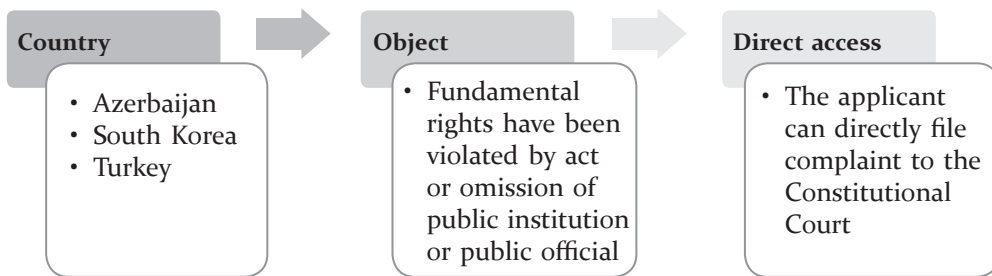 Country
• Azerbaijan
• South Korea
• Turkey
Object
• Fundamental
rights have been
violated by act
or omission of
public institution
or public official
Direct access
• The applicant
can directly file
complaint to the
Constitutional
Court